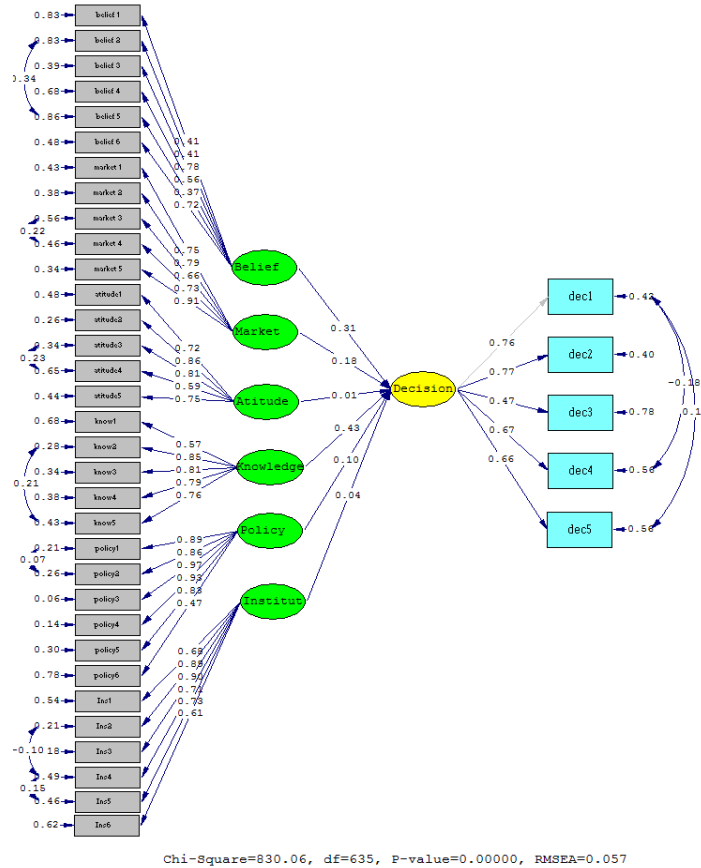 0.83 belief 1
0.83 belief 2
0.39 belief 3
0.34
0.68 belief 4
0.86 belief 5
0.48 belief 6
0.43 market 1
0.38 market 2
0.56 market 3
0.22
0.46 market 4
0.34 market 5
0.48 atitude1
0.26 atitude2
0.34 atitude3
0.23
0.65 atitude4
0.44 atitude5
0.68 know1
0.28 know2
0.34 know3
0.21
0.38 know4
0.43 know5
0.21 policy1
0.07
0.26 policy2
0.06 policy3
0.14 policy4
0.30 policy5
0.78 policy6
0.54 Ins1
0.21 Ins2
-0.10 18 Ins3
0.49 Ins4
0.15
0.46 Ins5
0.62 Ins6
0.41
0.41
0.78
0.56
0.37
0.72
0.75
0.79
0.66
0.73
0.91
0.72
0.86
0.81
0.59
0.75
0.57
0.85
0.81
0.79
0.76
0.89
0.86
0.97
0.93
0.83
0.47
0.68
0.89
0.90
0.71
0.73
0.61
Belief
Market
Atitude
Knowledge
Policy
Institut
0.31
0.18
0.01
0.43
0.10
0.04
Decision
0.76
0.77
0.47
0.67
0.66
dec1
dec2 0.40
dec3 0.78
dec4 0.56
dec5 0.56
-0.18
0.1
Chi-Square=830.06, df=635, P-value=0.00000, RMSEA=0.057